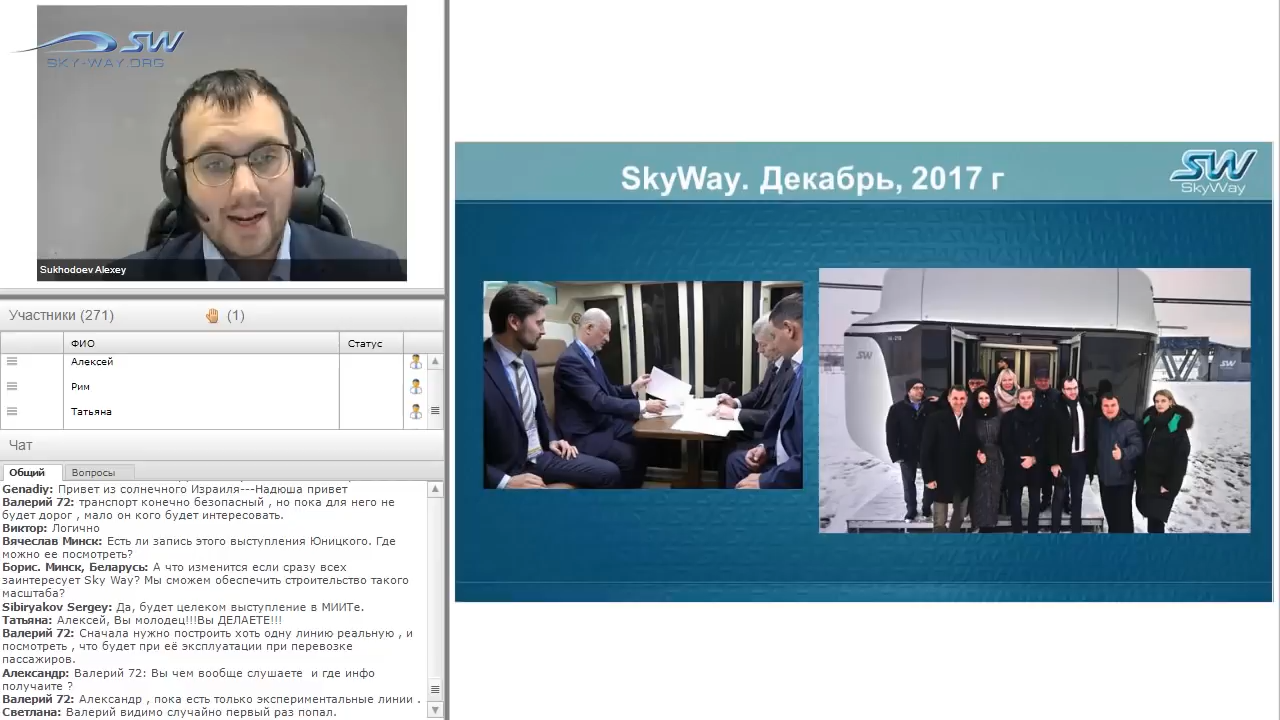 SW
SKY-WAY.ORG
Sukhodoev Alexey
Участники (271)
(1)
ФИО
Статус
Алексей
Рим
Татьяна
Чат
Общий
Вопросы
Genadiy: Привет из солнечного Израиля---Надюша привет
Валерий 72: транспорт конечно безопасный , но пока для него не
будет дорог , мало он кого будет интересовать.
Виктор: Логично
Вячеслав Минск: Есть ли запись этого выступления Юницкого. Где
можно ее посмотреть?
Борис. Минск, Беларусь: А что изменится если сразу всех
заинтересует Sky Way? Мы сможем обеспечить строительство такого
масштаба?
Sibiryakov Sergey: Да, будет целеком выступление в МИИТе.
Татьяна: Алексей, Вы молодец!!!Вы ДЕЛАЕТЕ!!!
Валерий 72: Сначала нужно построить хоть одну линию реальную , и
посмотреть , что будет при её эксплуатации при перевозке
пассажиров.
Александр: Валерий 72: Вы чем вообще слушаете и где инфо
получаите ?
Валерий 72: Александр , пока есть только экспериментальные линии .
Светлана: Валерий видимо случайно первый раз попал.
SkyWay. Декабрь, 2017 г
SW
SkyWay
SW
SW